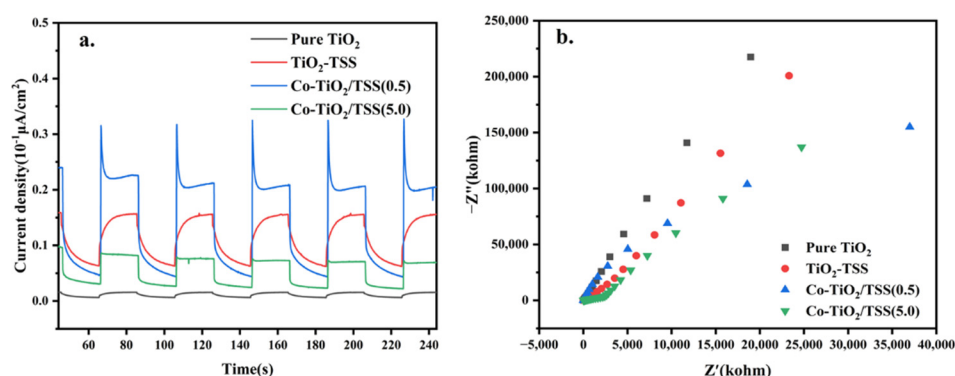 a.
Pure TiO₂
TiO₂-TSS
Co-TiO₂/TSS(0.5)
Co-TiO₂/TSS(5.0)
Current density(10⁻¹μA/cm²)
0.5
0.4
0.3
0.2
0.1
0.0
60 80 100 120 140 160 180 200 220 240
Time(s)
b.
−Z″(kohm)
250,000
200,000
150,000
100,000
50,000
0
Pure TiO₂
TiO₂-TSS
Co-TiO₂/TSS(0.5)
Co-TiO₂/TSS(5.0)
−5,000 0 5,000 10,000 15,000 20,000 25,000 30,000 35,000 40,000
Z′(kohm)